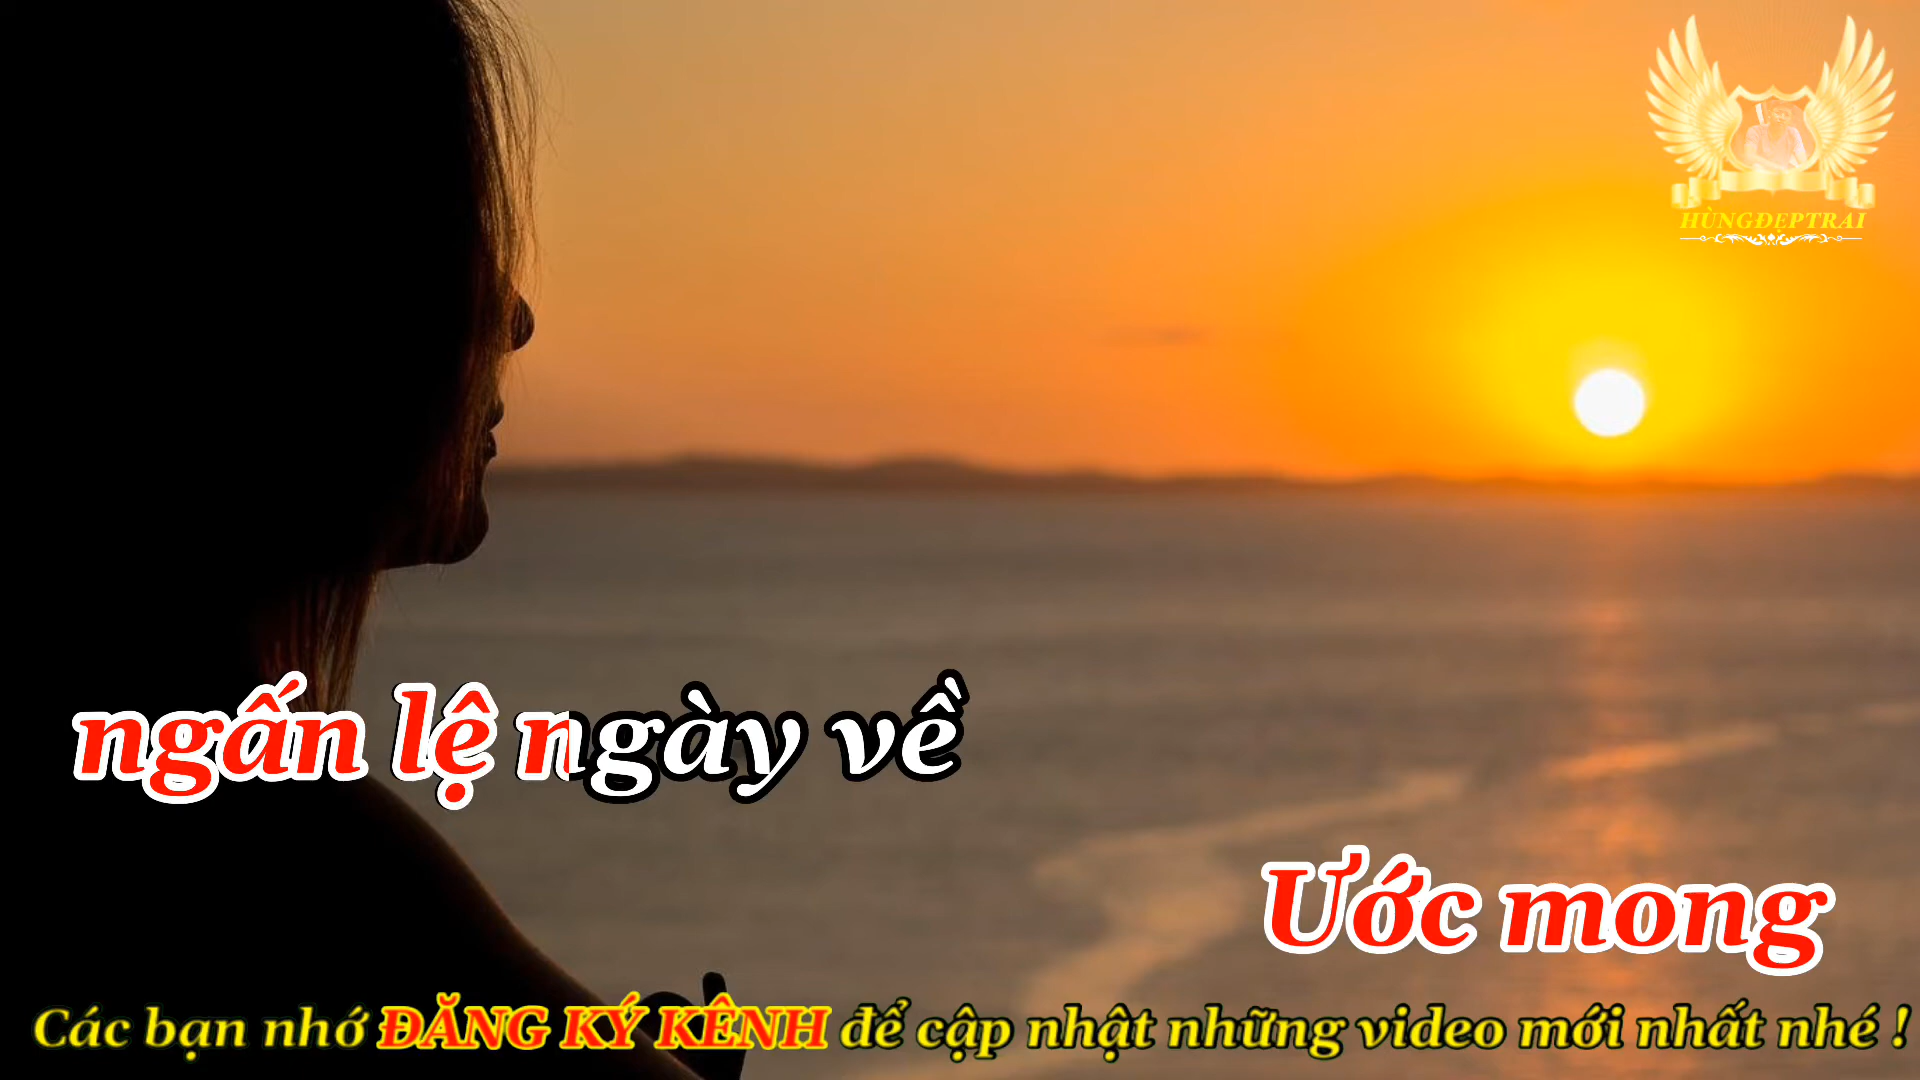 HÙNGĐẸPTRAI
ngấn lệ ngày về
Ước mong
Các bạn nhớ ĐĂNG KÝ KÊNH để cập nhật những video mới nhất nhé !